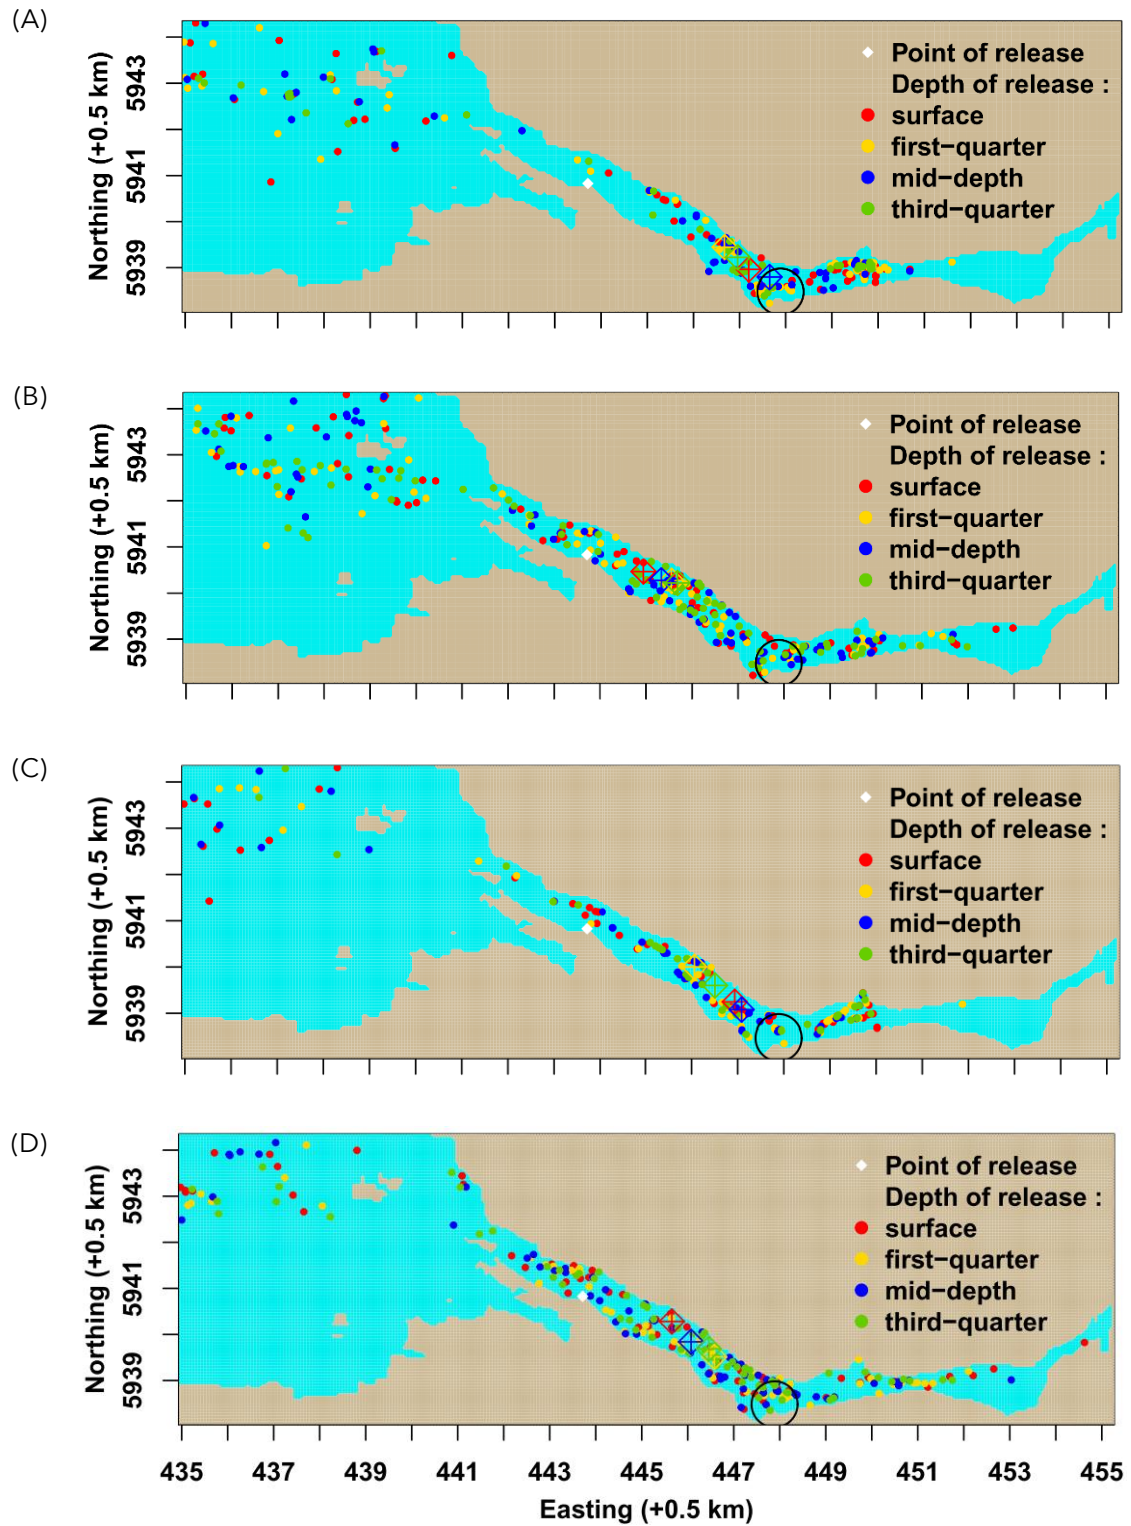 (A)
Northing (+0.5 km)
5943
5941
5939
Point of release
Depth of release :
surface
first−quarter
mid−depth
third−quarter
(B)
Northing (+0.5 km)
5943
5941
5939
Point of release
Depth of release :
surface
first−quarter
mid−depth
third−quarter
(C)
Northing (+0.5 km)
5943
5941
5939
Point of release
Depth of release :
surface
first−quarter
mid−depth
third−quarter
(D)
Northing (+0.5 km)
5943
5941
5939
Point of release
Depth of release :
surface
first−quarter
mid−depth
third−quarter
435 437 439 441 443 445 447 449 451 453 455
Easting (+0.5 km)